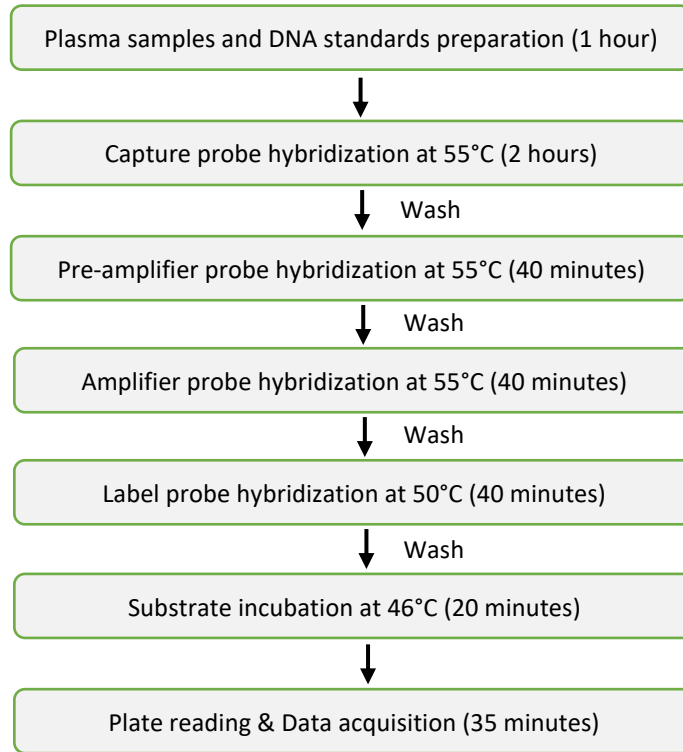 Plasma samples and DNA standards preparation (1 hour)
Capture probe hybridization at 55°C (2 hours)
Wash
Pre-amplifier probe hybridization at 55°C (40 minutes)
Wash
Amplifier probe hybridization at 55°C (40 minutes)
Wash
Label probe hybridization at 50°C (40 minutes)
Wash
Substrate incubation at 46°C (20 minutes)
Plate reading & Data acquisition (35 minutes)